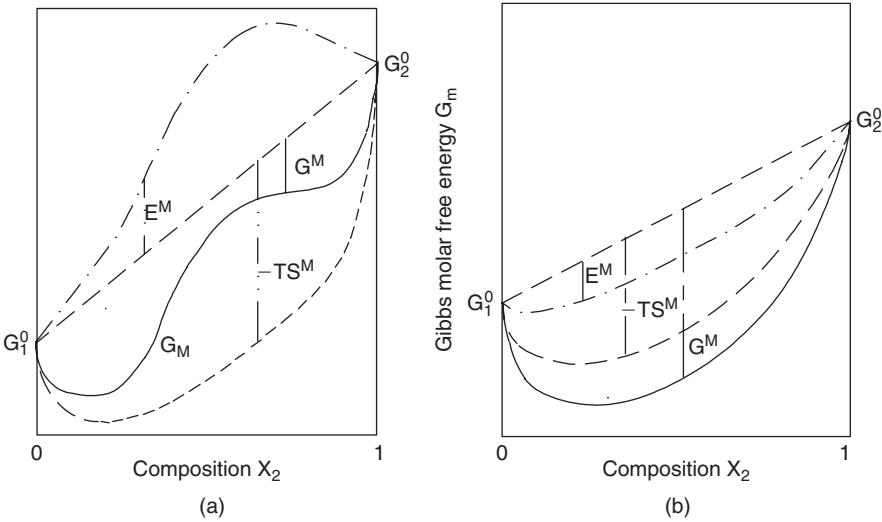 G₂⁰
Gᴹ
Eᴹ
−TSᴹ
G₁⁰
G_M
0
1
Composition X₂
(a)
Gibbs molar free energy Gₘ
G₂⁰
Eᴹ
G₁⁰
−TSᴹ
Gᴹ
0
1
Composition X₂
(b)